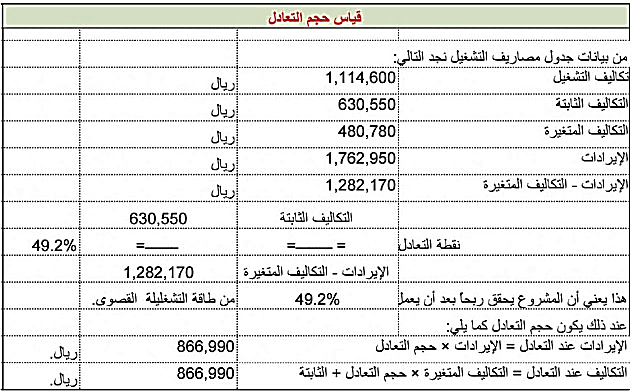 قياس حجم التعادل
من بيانات جدول مصاريف التشغيل نجد التالي:
تكاليف التشغيل 1,114,600 ريال
التكاليف الثابتة 630,550 ريال
التكاليف المتغيرة 480,780 ريال
الإيرادات 1,762,950 ريال
الإيرادات - التكاليف المتغيرة 1,282,170 ريال
التكاليف الثابتة 630,550
نقطة التعادل = ——= ——= 49.2%
الإيرادات - التكاليف المتغيرة 1,282,170
هذا يعني أن المشروع يحقق ربحاً بعد أن يعمل 49.2% من طاقة التشغليلة القصوى.
عند ذلك يكون حجم التعادل كما يلي:
الإيرادات عند التعادل = الإيرادات × حجم التعادل 866,990 ريال.
التكاليف عند التعادل = التكاليف المتغيرة × حجم التعادل + الثابتة 866,990 ريال.